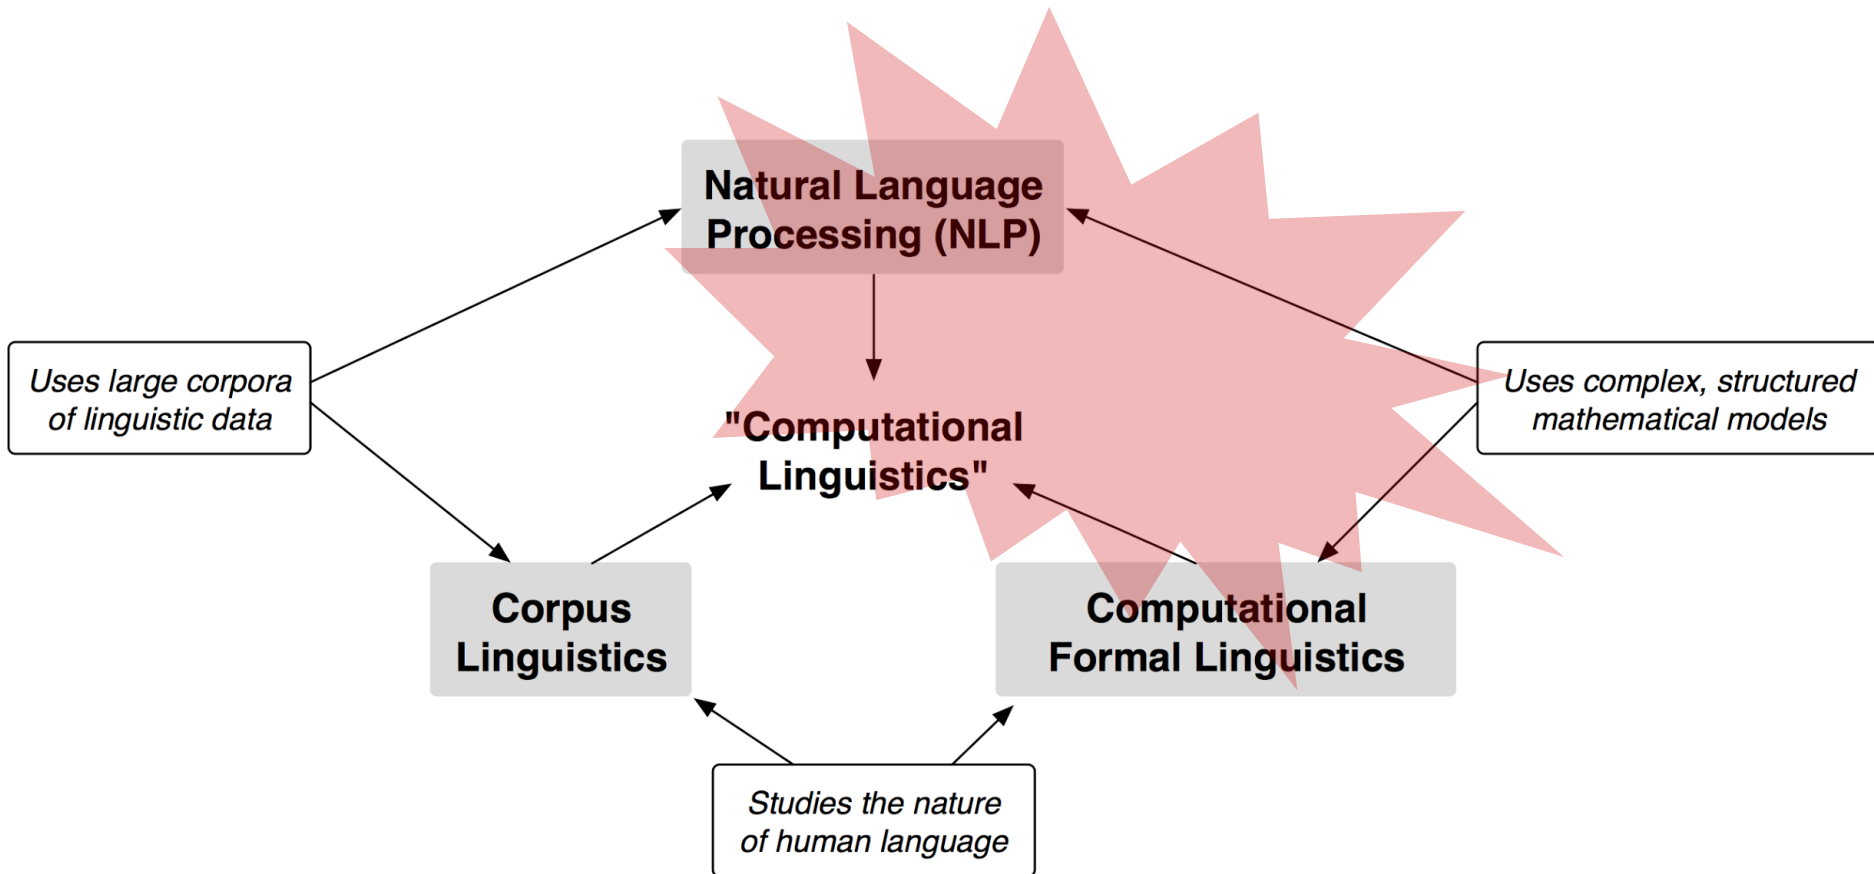 Natural Language
Processing (NLP)
Uses large corpora
of linguistic data
Uses complex, structured
mathematical models
"Computational
Linguistics"
Corpus
Linguistics
Computational
Formal Linguistics
Studies the nature
of human language